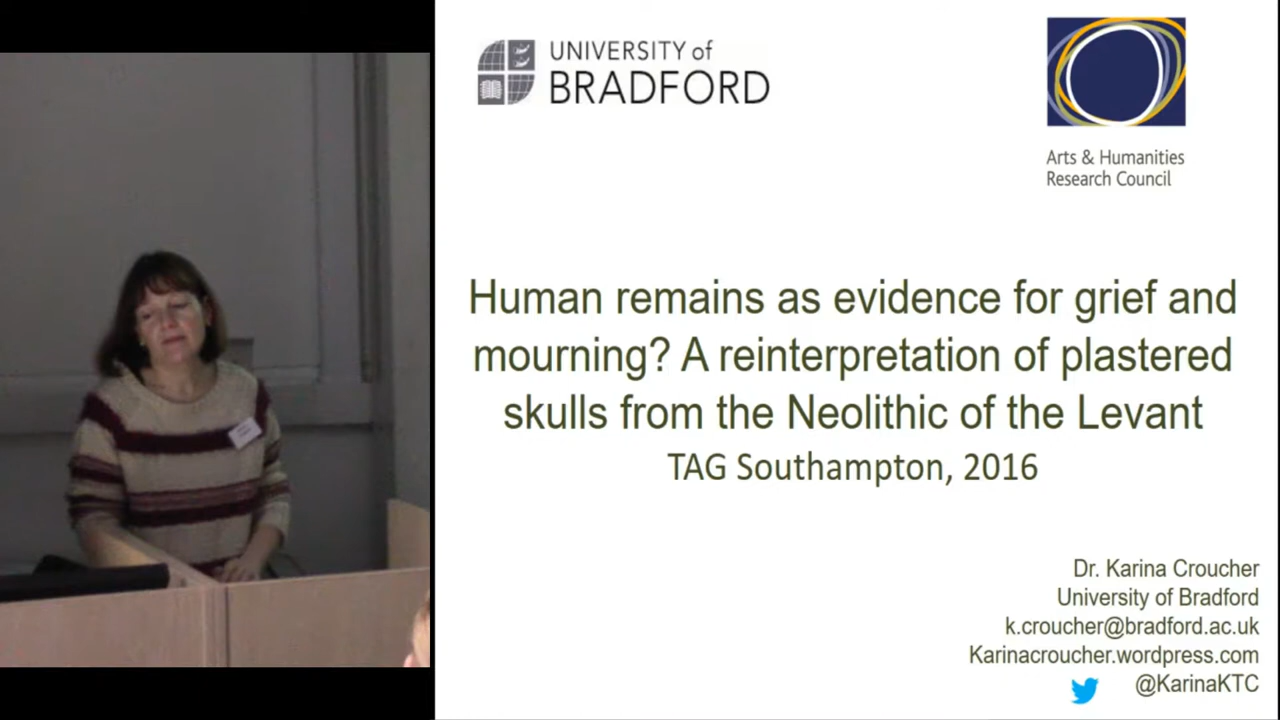 UNIVERSITY of
BRADFORD
Arts & Humanities
Research Council
Human remains as evidence for grief and
mourning? A reinterpretation of plastered
skulls from the Neolithic of the Levant
TAG Southampton, 2016
Dr. Karina Croucher
University of Bradford
k.croucher@bradford.ac.uk
Karinacroucher.wordpress.com
@KarinaKTC